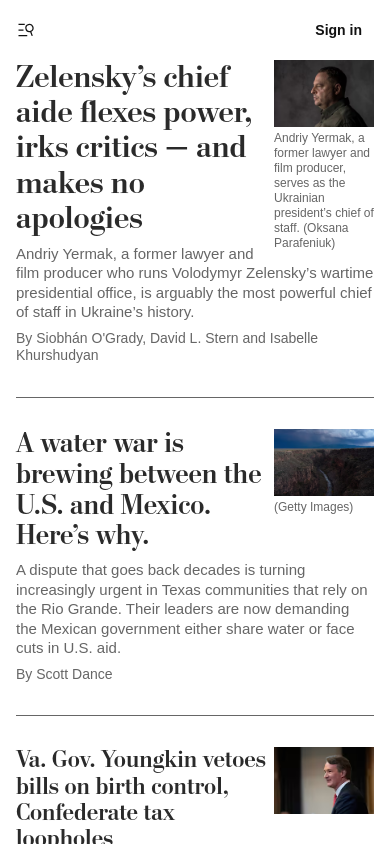 Sign in
Zelensky’s chief
aide flexes power,
irks critics — and
makes no
apologies
Andriy Yermak, a
former lawyer and
film producer,
serves as the
Ukrainian
president’s chief of
staff. (Oksana
Parafeniuk)
Andriy Yermak, a former lawyer and
film producer who runs Volodymyr Zelensky’s wartime
presidential office, is arguably the most powerful chief
of staff in Ukraine’s history.
By Siobhán O'Grady, David L. Stern and Isabelle
Khurshudyan
A water war is
brewing between the
U.S. and Mexico.
Here’s why.
(Getty Images)
A dispute that goes back decades is turning
increasingly urgent in Texas communities that rely on
the Rio Grande. Their leaders are now demanding
the Mexican government either share water or face
cuts in U.S. aid.
By Scott Dance
Va. Gov. Youngkin vetoes
bills on birth control,
Confederate tax
loopholes